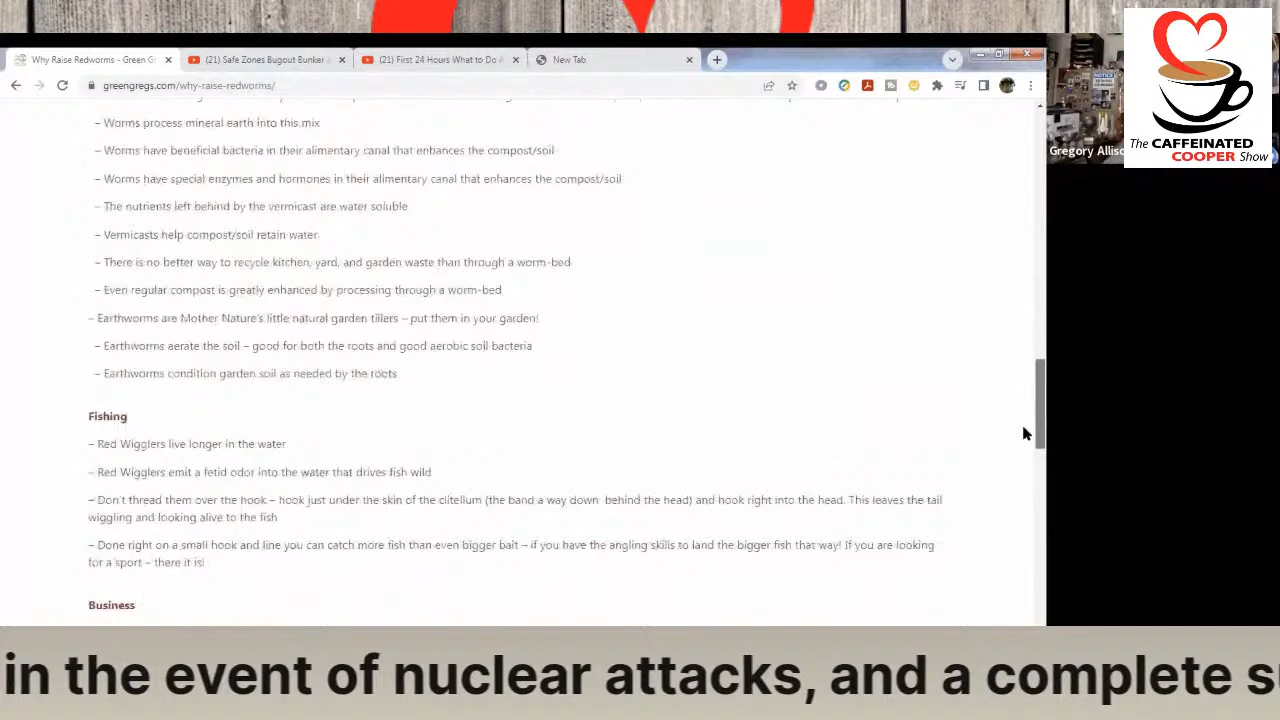 Why Raise Redworms - Green G
Safe Zones
First 24 Hours What to Do
New Tab
greengregs.com/why-raise-redworms/
– Worms process mineral earth into this mix
– Worms have beneficial bacteria in their alimentary canal that enhances the compost/soil
– Worms have special enzymes and hormones in their alimentary canal that enhances the compost/soil
– The nutrients left behind by the vermicast are water soluble
– Vermicasts help compost/soil retain water.
– There is no better way to recycle kitchen, yard, and garden waste than through a worm-bed
– Even regular compost is greatly enhanced by processing through a worm-bed
– Earthworms are Mother Nature's little natural garden tillers – put them in your garden!
– Earthworms aerate the soil – good for both the roots and good aerobic soil bacteria
– Earthworms condition garden soil as needed by the roots
Fishing
– Red Wigglers live longer in the water
– Red Wigglers emit a fetid odor into the water that drives fish wild
– Don't thread them over the hook – hook just under the skin of the clitellum (the band a way down behind the head) and hook right into the head. This leaves the tail
wiggling and looking alive to the fish
– Done right on a small hook and line you can catch more fish than even bigger bait – if you have the angling skills to land the bigger fish that way! If you are looking
for a sport – there it is!
Business
Gregory Alliso
The CAFFEINATED
COOPER Show
in the event of nuclear attacks, and a complete su